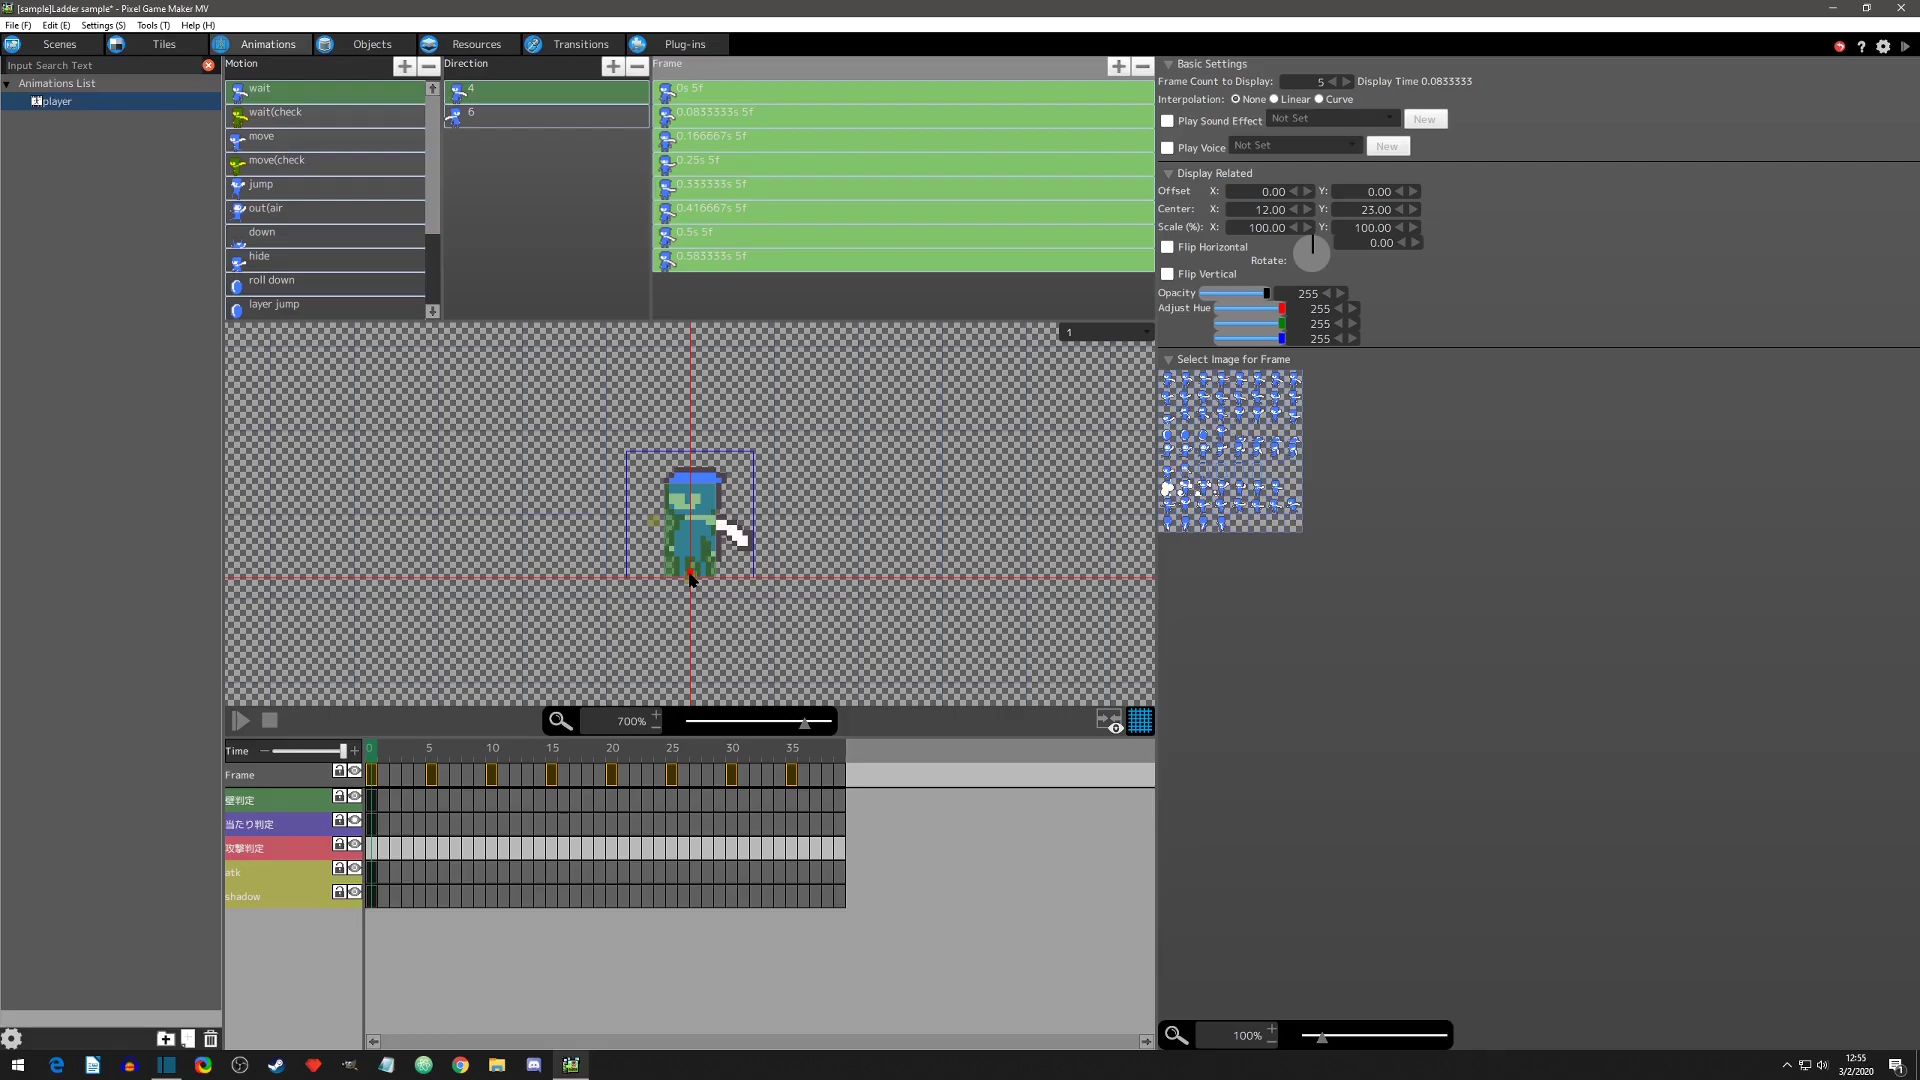 [sample]Ladder sample* - Pixel Game Maker MV
File (F) Edit (E) Settings (S) Tools (T) Help (H)
Scenes Tiles Animations Objects Resources Transitions Plug-ins
Input Search Text
Animations List
player
Motion
wait
wait(check
move
move(check
jump
out(air
down
hide
roll down
layer jump
Direction
4
6
Frame
0s 5f
0.0833333s 5f
0.166667s 5f
0.25s 5f
0.333333s 5f
0.416667s 5f
0.5s 5f
0.583333s 5f
1
700%
Time 0 5 10 15 20 25 30 35
Frame
壁判定
当たり判定
攻撃判定
atk
shadow
Basic Settings
Frame Count to Display: 5 Display Time 0.0833333
Interpolation: None Linear Curve
Play Sound Effect Not Set New
Play Voice Not Set New
Display Related
Offset X: 0.00 Y: 0.00
Center: X: 12.00 Y: 23.00
Scale (%): X: 100.00 Y: 100.00
Flip Horizontal 0.00
Rotate:
Flip Vertical
Opacity 255
Adjust Hue 255
255
255
Select Image for Frame
100%
12:55
3/2/2020